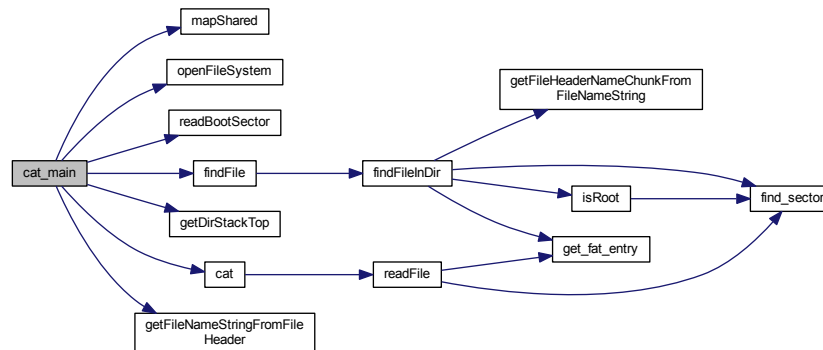 mapShared
openFileSystem
readBootSector
cat_main
findFile
getDirStackTop
cat
getFileNameStringFromFile
Header
findFileInDir
readFile
getFileHeaderNameChunkFrom
FileNameString
isRoot
get_fat_entry
find_sector